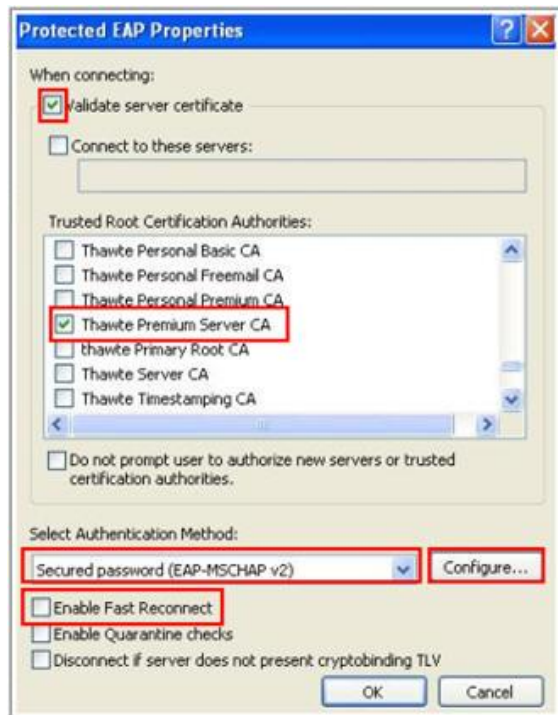 Protected EAP Properties
When connecting:
Validate server certificate
Connect to these servers:
Trusted Root Certification Authorities:
Thawte Personal Basic CA
Thawte Personal Freemail CA
Thawte Personal Premium CA
Thawte Premium Server CA
thawte Primary Root CA
Thawte Server CA
Thawte Timestamping CA
Do not prompt user to authorize new servers or trusted
certification authorities.
Select Authentication Method:
Secured password (EAP-MSCHAP v2)
Configure...
Enable Fast Reconnect
Enable Quarantine checks
Disconnect if server does not present cryptobinding TLV
OK
Cancel